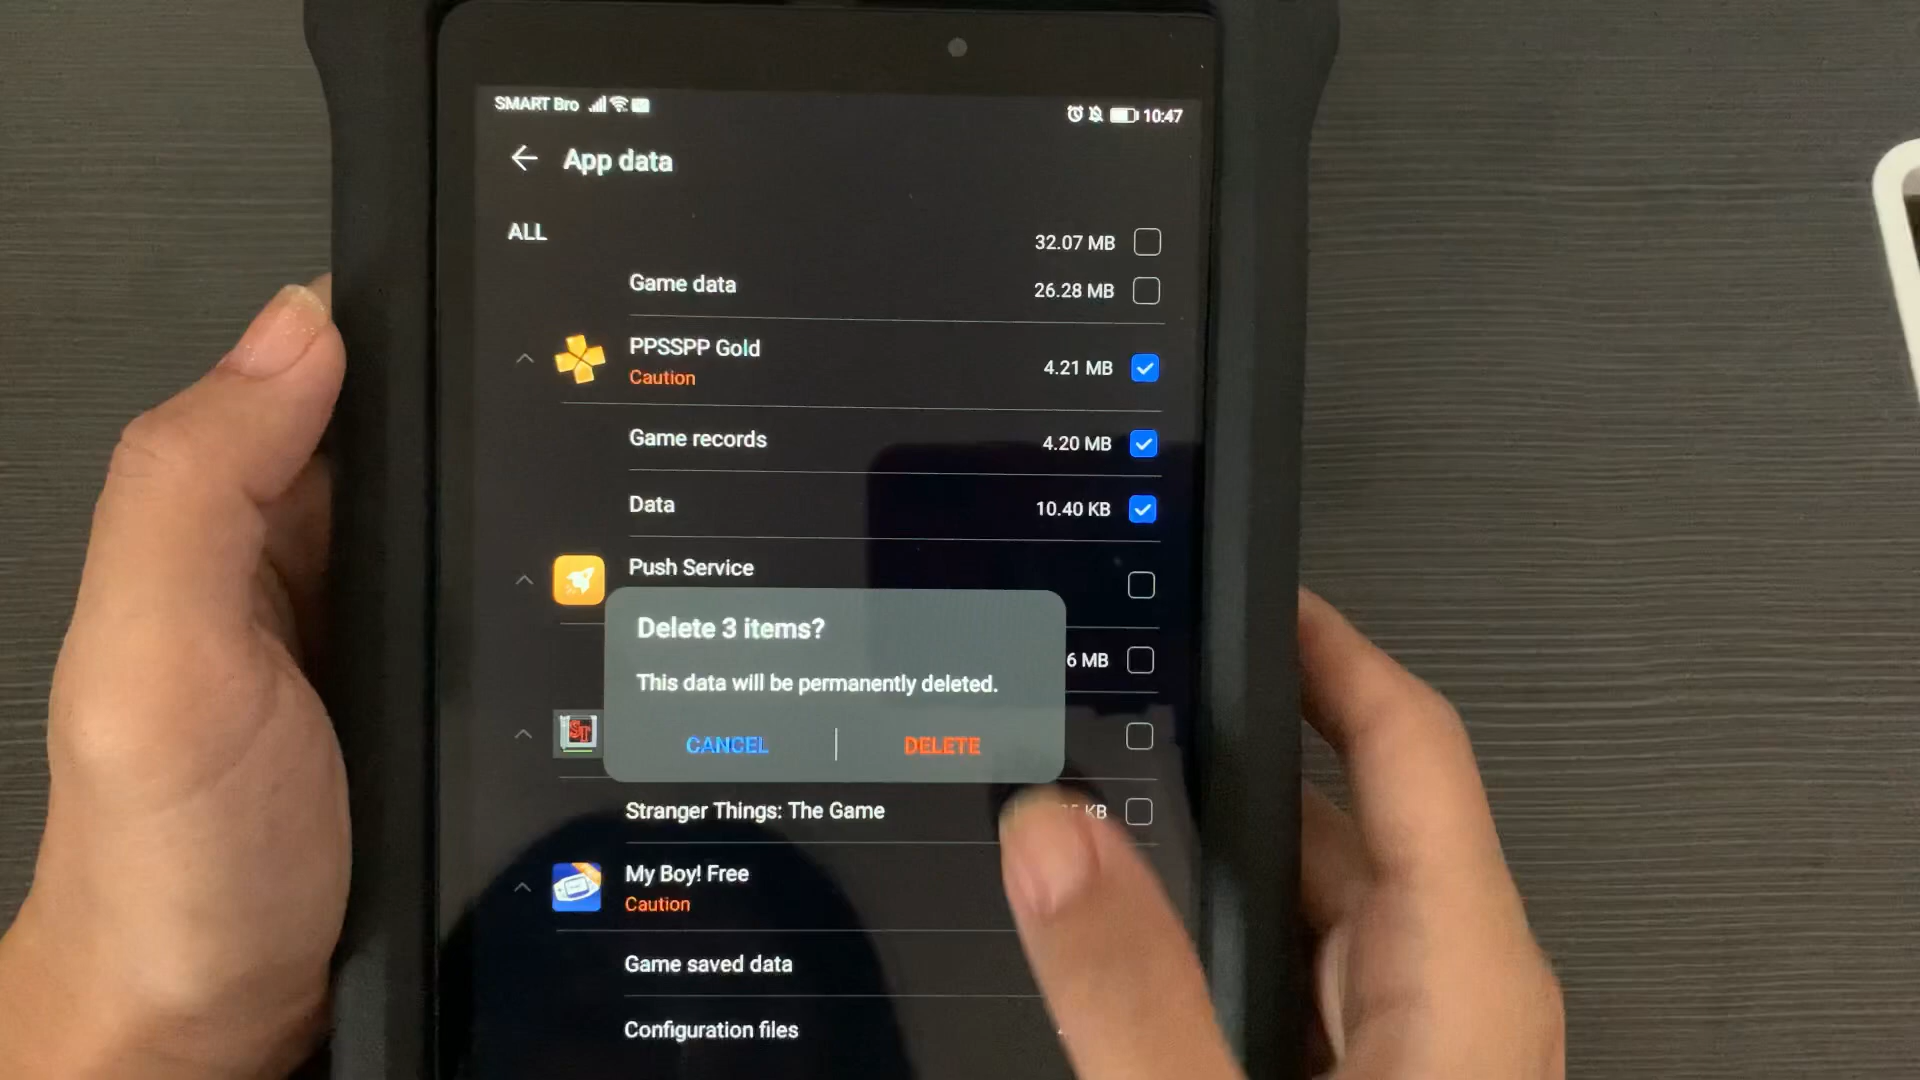 SMART Bro
10:47
App data
ALL
32.07 MB
Game data
26.28 MB
PPSSPP Gold
4.21 MB
Caution
Game records
4.20 MB
Data
10.40 KB
Push Service
Delete 3 items?
6 MB
This data will be permanently deleted.
CANCEL
DELETE
ST
Stranger Things: The Game
KB
My Boy! Free
Caution
Game saved data
Configuration files